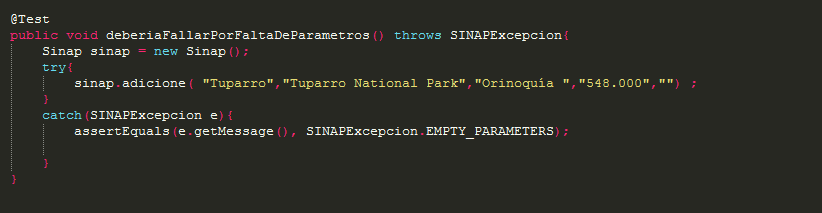 @Test
public void deberiaFallarPorFaltaDeParametros() throws SINAPExcepcion{
    Sinap sinap = new Sinap();
    try{
        sinap.adicione( "Tuparro","Tuparro National Park","Orinoquía ","548.000","") ;
    }
    catch(SINAPExcepcion e){
        assertEquals(e.getMessage(), SINAPExcepcion.EMPTY_PARAMETERS);
    }
}